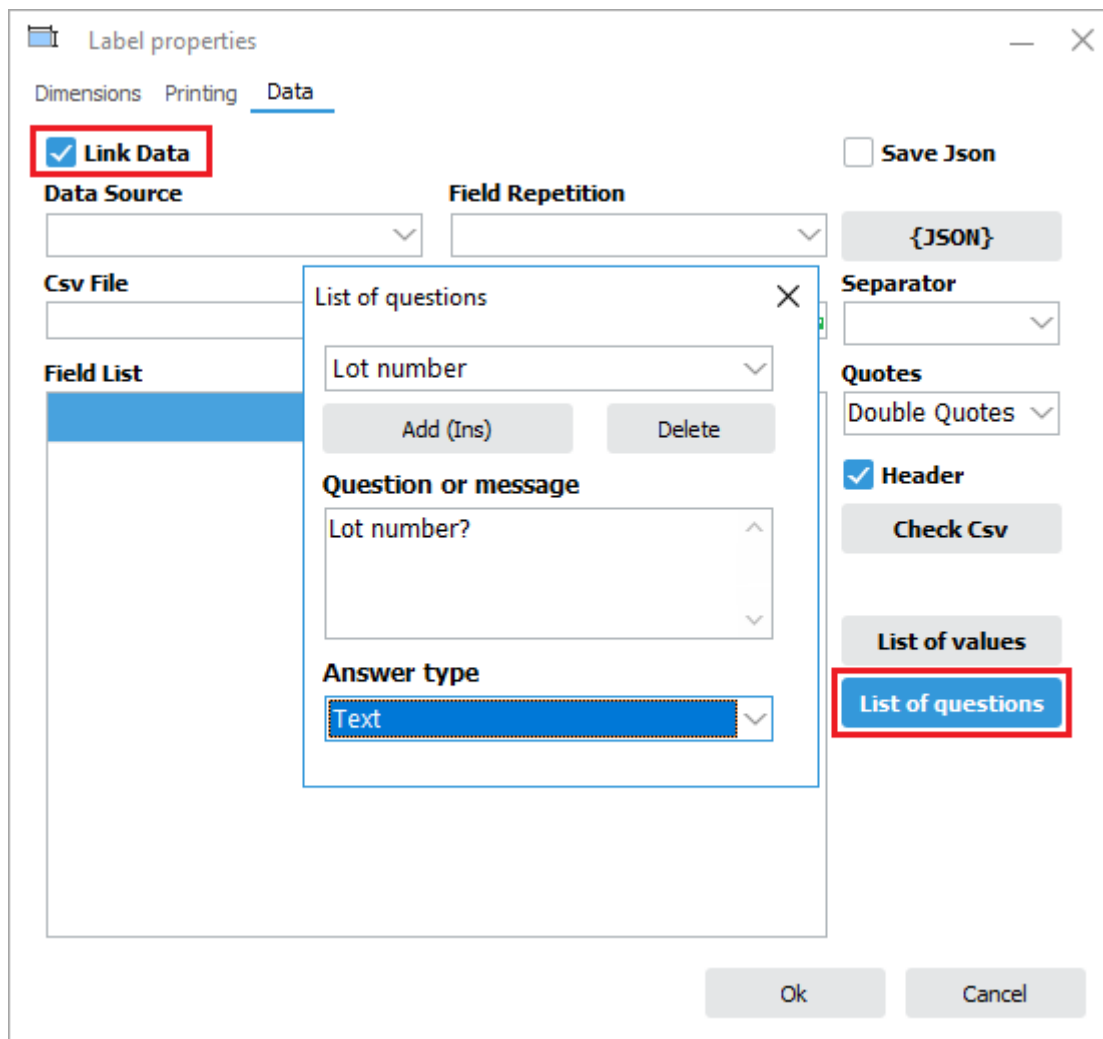 Label properties
Dimensions Printing Data
Link Data
Save Json
Data Source
Field Repetition
{JSON}
Csv File
Separator
List of questions
Lot number
Field List
Quotes
Double Quotes
Add (Ins)
Delete
Header
Question or message
Lot number?
Check Csv
List of values
Answer type
Text
List of questions
Ok
Cancel